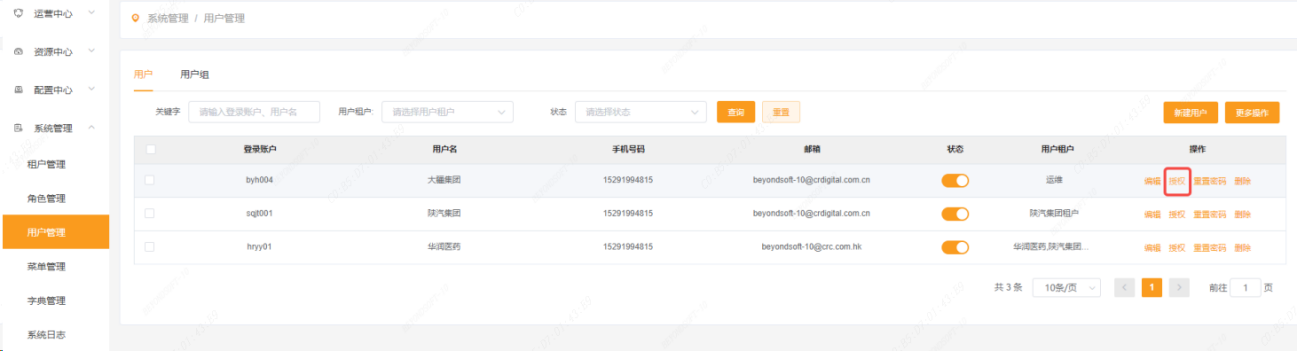 运营中心
资源中心
配置中心
系统管理
租户管理
角色管理
用户管理
菜单管理
字典管理
系统日志
系统管理 / 用户管理
用户 用户组
关键字 请输入登录账户、用户名 用户租户: 请选择用户租户 状态 请选择状态 查询 重置 新建用户 更多操作
登录账户 用户名 手机号码 邮箱 状态 用户租户 操作
byh004 大疆集团 15291994815 beyondsoft-10@crdigital.com.cn 运维 编辑 授权 重置密码 删除
sqjt001 陕汽集团 15291994815 beyondsoft-10@crdigital.com.cn 陕汽集团租户 编辑 授权 重置密码 删除
hryy01 华润医药 15291994815 beyondsoft-10@crc.com.hk 华润医药,陕汽集团... 编辑 授权 重置密码 删除
共 3 条 10条/页 < 1 > 前往 1 页